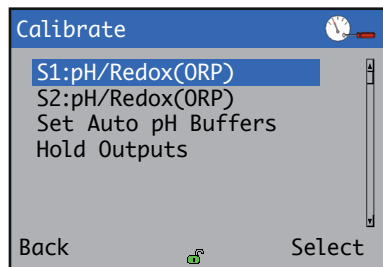 Calibrate
S1:pH/Redox(ORP)
S2:pH/Redox(ORP)
Set Auto pH Buffers
Hold Outputs
Back Select